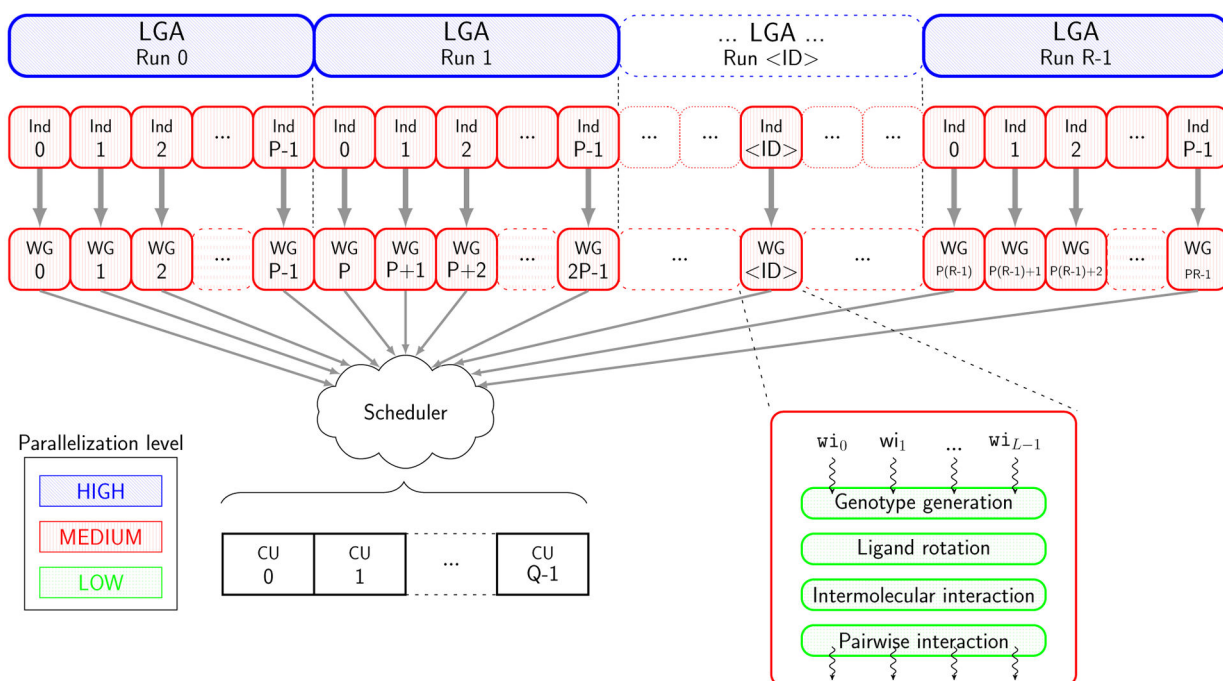 LGA LGA ... LGA ... LGA
Run 0 Run 1 Run <ID> Run R-1
Ind Ind Ind ... Ind Ind Ind Ind ... Ind ... ... Ind ... ... Ind Ind Ind ... Ind
0 1 2 P-1 0 1 2 P-1 <ID> 0 1 2 P-1
WG WG WG ... WG WG WG WG ... WG ... WG ... WG WG WG ... WG
0 1 2 P-1 P P+1 P+2 2P-1 <ID> P(R-1) P(R-1)+1 P(R-1)+2 PR-1
Scheduler
Parallelization level
HIGH
MEDIUM
LOW
CU CU ... CU
0 1 Q-1
wi0 wi1 ... wiL-1
Genotype generation
Ligand rotation
Intermolecular interaction
Pairwise interaction